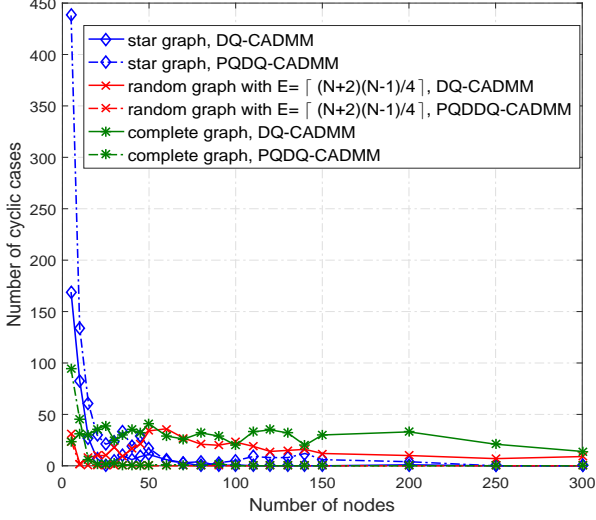 450
400
350
300
250
200
150
100
50
0
Number of cyclic cases
star graph, DQ-CADMM
star graph, PQDQ-CADMM
random graph with E= ⌈ (N+2)(N-1)/4⌉, DQ-CADMM
random graph with E= ⌈ (N+2)(N-1)/4⌉, PQDDQ-CADMM
complete graph, DQ-CADMM
complete graph, PQDQ-CADMM
0 50 100 150 200 250 300
Number of nodes